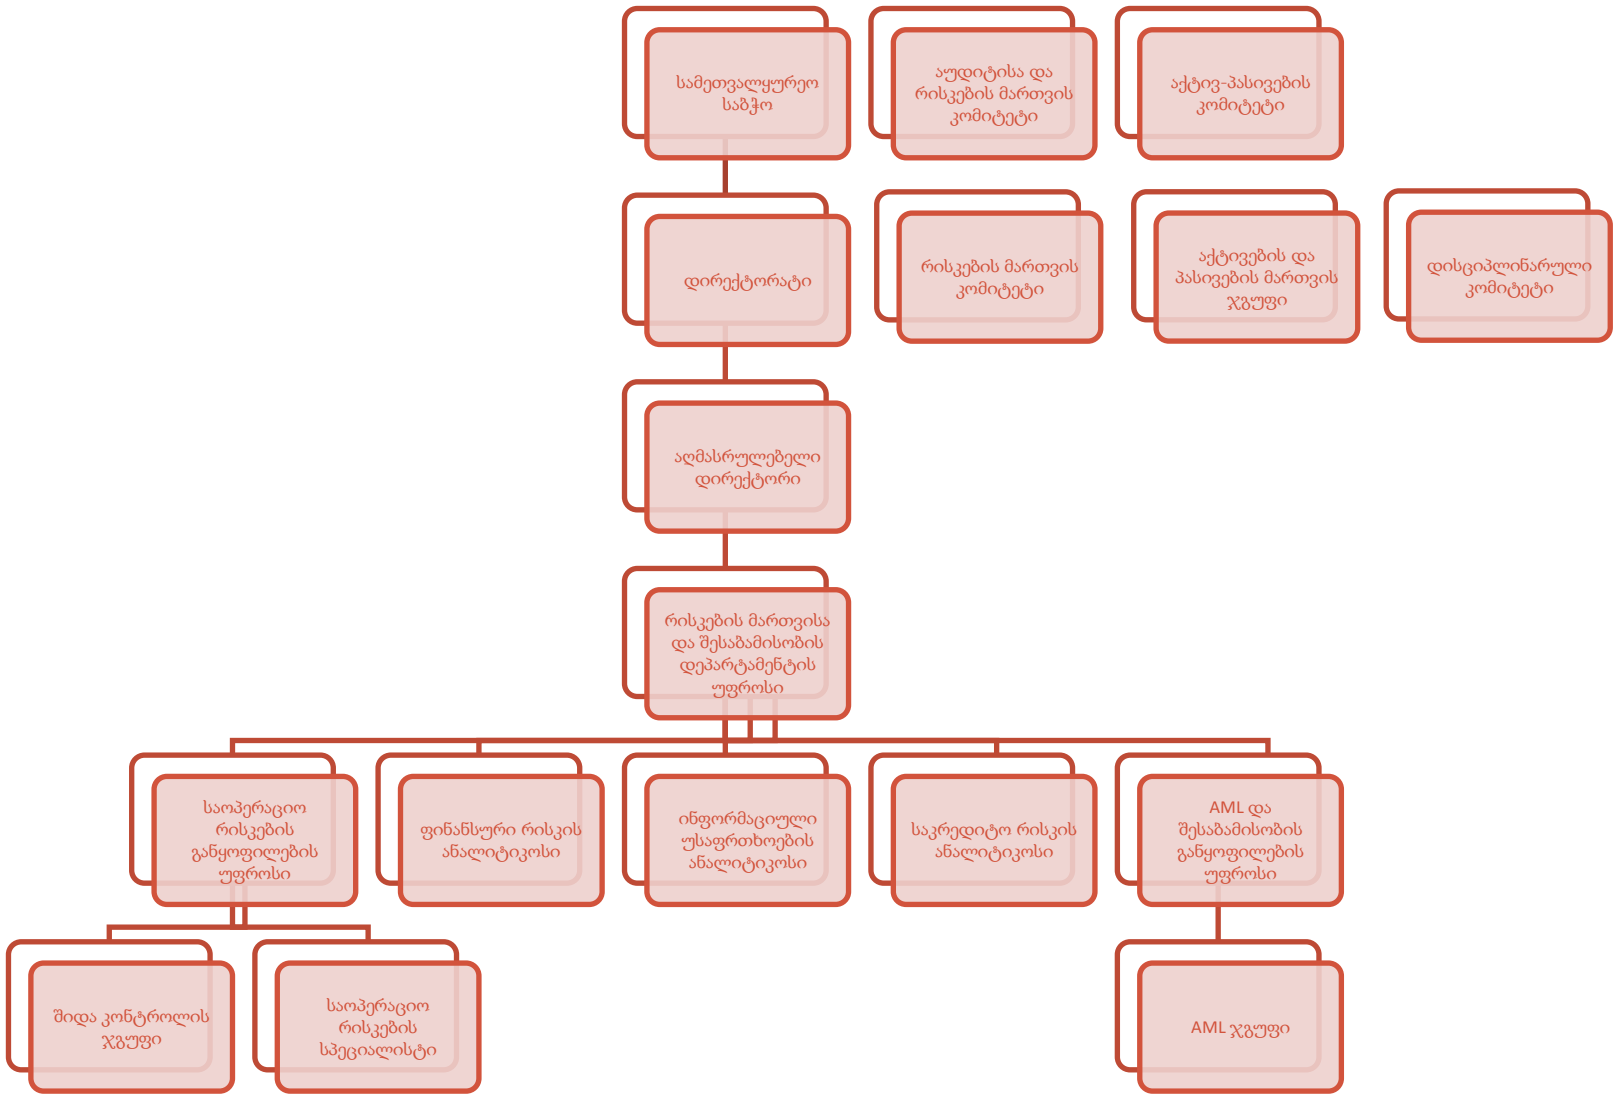 სამეთვალყურეო
საბჭო
აუდიტისა და
რისკების მართვის
კომიტეტი
აქტივ-პასივების
კომიტეტი
დირექტორატი
რისკების მართვის
კომიტეტი
აქტივების და
პასივების მართვის
ჯგუფი
დისციპლინარული
კომიტეტი
აღმასრულებელი
დირექტორი
რისკების მართვისა
და შესაბამისობის
დეპარტამენტის
უფროსი
საოპერაციო
რისკების
განყოფილების
უფროსი
ფინანსური რისკის
ანალიტიკოსი
ინფორმაციული
უსაფრთხოების
ანალიტიკოსი
საკრედიტო რისკის
ანალიტიკოსი
AML და
შესაბამისობის
განყოფილების
უფროსი
შიდა კონტროლის
ჯგუფი
საოპერაციო
რისკების
სპეციალისტი
AML ჯგუფი